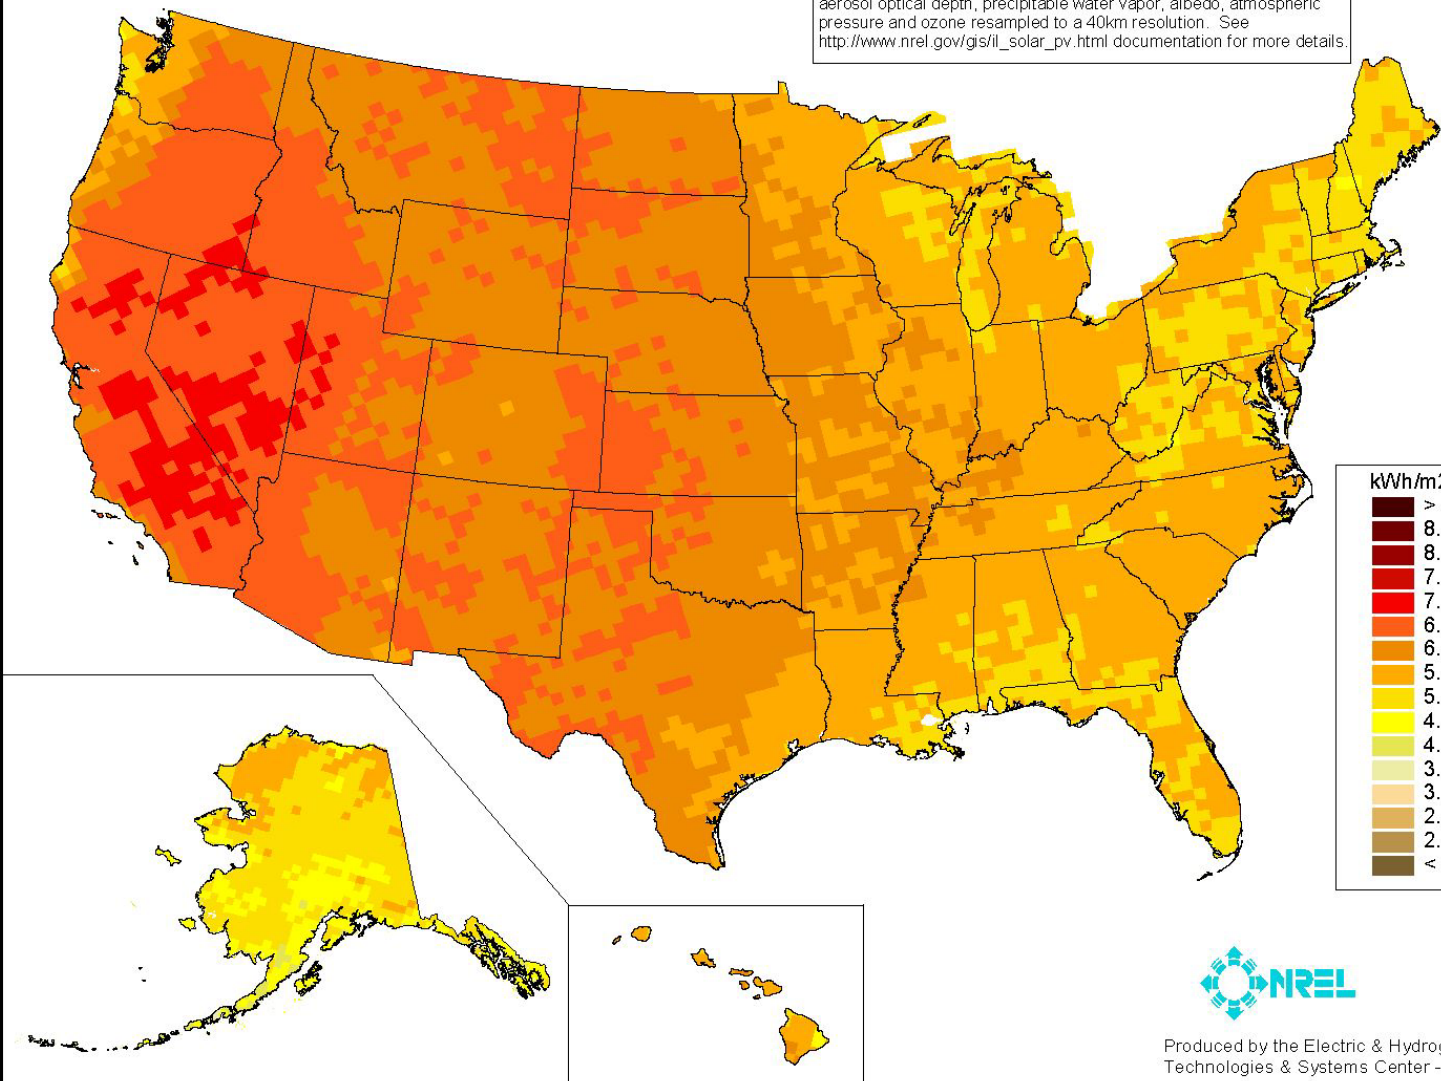 aerosol optical depth, precipitable water vapor, albedo, atmospheric
pressure and ozone resampled to a 40km resolution. See
http://www.nrel.gov/gis/il_solar_pv.html documentation for more details.
kWh/m2
>
8.
8.
7.
7.
6.
6.
5.
5.
4.
4.
3.
3.
2.
2.
<
NREL
Produced by the Electric & Hydrog
Technologies & Systems Center -